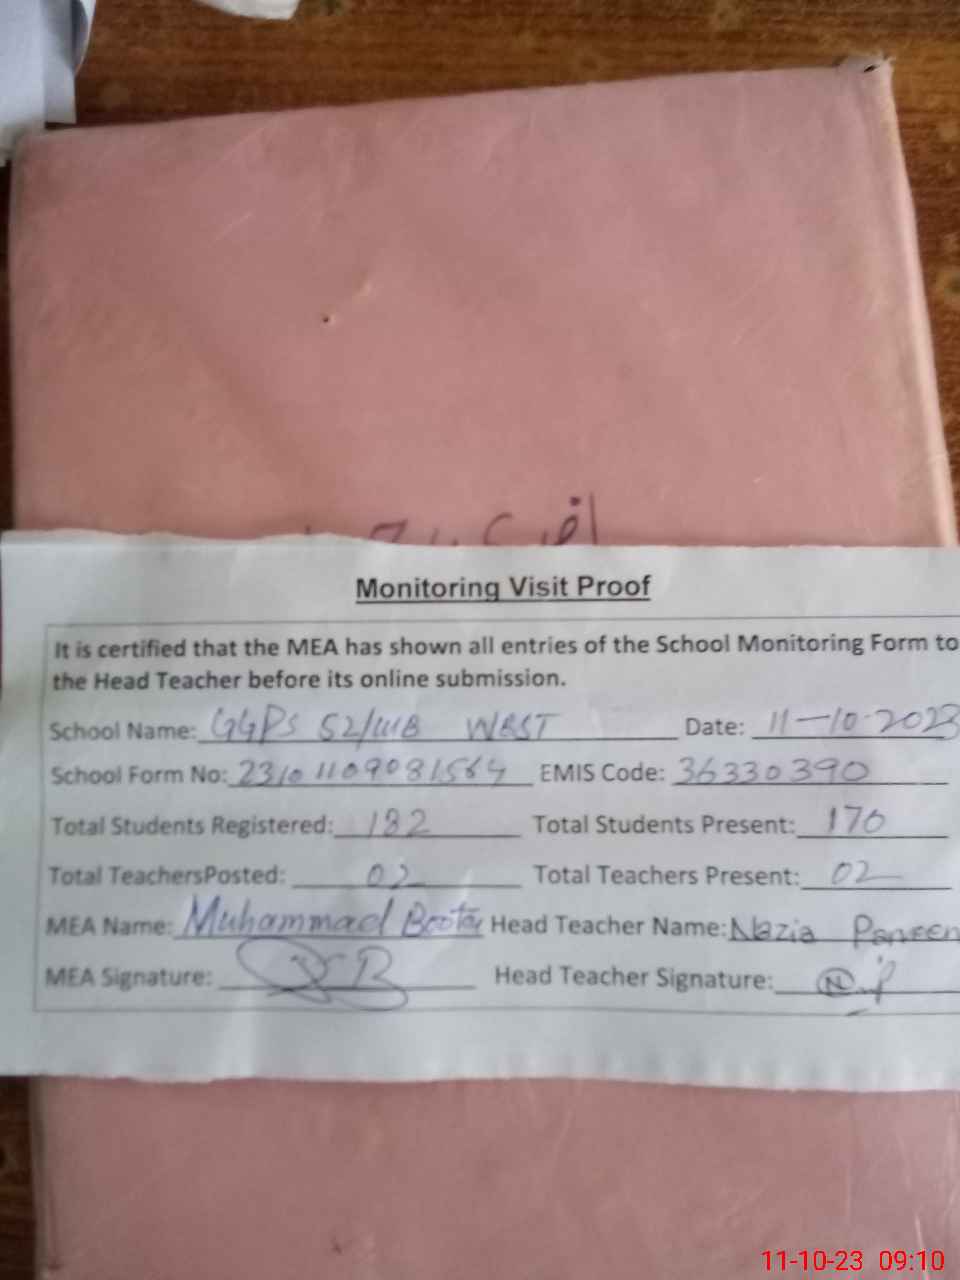 Monitoring Visit Proof
It is certified that the MEA has shown all entries of the School Monitoring Form to
the Head Teacher before its online submission.
School Name: GGPS 52/WB WEST Date: 11-10-2023
School Form No: 23101109081564 EMIS Code: 36330390
Total Students Registered: 182 Total Students Present: 170
Total TeachersPosted: 02 Total Teachers Present: 02
MEA Name: Muhammad Boota Head Teacher Name: Nazia Parveen
MEA Signature: Head Teacher Signature:
11-10-23 09:10